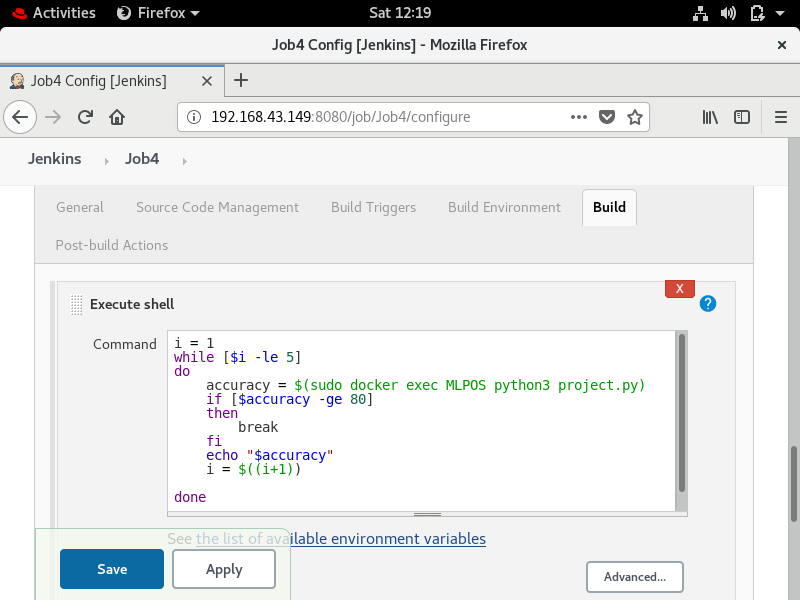 Activities Firefox Sat 12:19
Job4 Config [Jenkins] - Mozilla Firefox ×
Job4 Config [Jenkins] × +
192.168.43.149:8080/job/Job4/configure
Jenkins › Job4 ›
General Source Code Management Build Triggers Build Environment Build
Post-build Actions
X
Execute shell ?
Command
i = 1
while [$i -le 5]
do
    accuracy = $(sudo docker exec MLPOS python3 project.py)
    if [$accuracy -ge 80]
    then
        break
    fi
    echo "$accuracy"
    i = $((i+1))
done
See the list of available environment variables
Save Apply
Advanced...